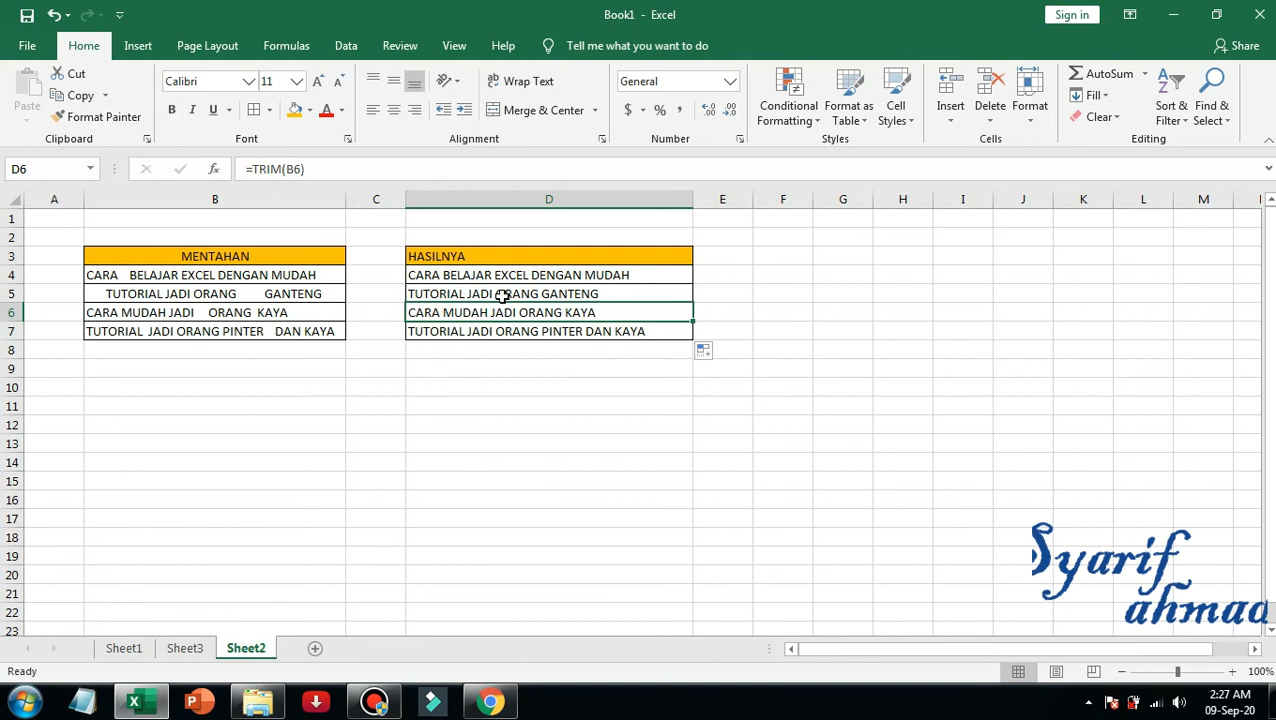 Book1 - Excel
Sign in
File Home Insert Page Layout Formulas Data Review View Help Tell me what you want to do Share
Paste
Cut
Copy
Format Painter
Clipboard
Calibri 11
B I U
Font
Wrap Text
Merge & Center
Alignment
General
$ % ,
Number
Conditional Formatting
Format as Table
Cell Styles
Styles
Insert
Delete
Format
Cells
AutoSum
Fill
Clear
Sort & Filter
Find & Select
Editing
D6
fx
=TRIM(B6)
A B C D E F G H I J K L M
1
2
3 MENTAHAN HASILNYA
4 CARA    BELAJAR EXCEL DENGAN MUDAH CARA BELAJAR EXCEL DENGAN MUDAH
5 TUTORIAL JADI ORANG        GANTENG TUTORIAL JADI ORANG GANTENG
6 CARA MUDAH JADI    ORANG  KAYA CARA MUDAH JADI ORANG KAYA
7 TUTORIAL  JADI ORANG PINTER   DAN KAYA TUTORIAL JADI ORANG PINTER DAN KAYA
8
9
10
11
12
13
14
15
16
17
18
19
20
21
22
23
Syarif
ahmad
Sheet1 Sheet3 Sheet2
Ready
100%
2:27 AM
09-Sep-20